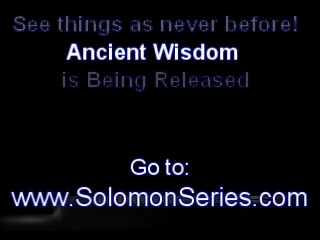 See things as never before!
Ancient Wisdom
is Being Released
Go to:
www.SolomonSeries.com